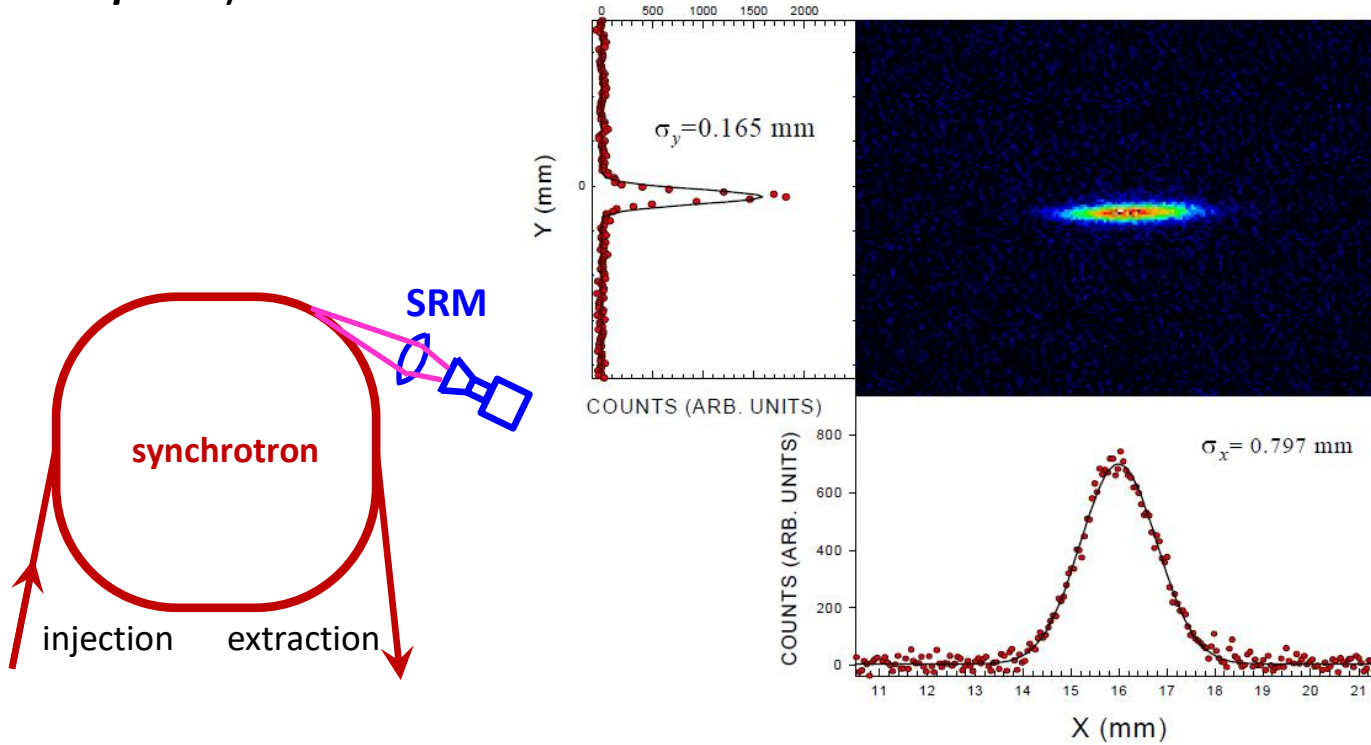 0 500 1000 1500 2000
σy=0.165 mm
Y (mm)
0
COUNTS (ARB. UNITS)
SRM
synchrotron
injection
extraction
σx= 0.797 mm
COUNTS (ARB. UNITS)
800
600
400
200
0
11 12 13 14 15 16 17 18 19 20 21
X (mm)